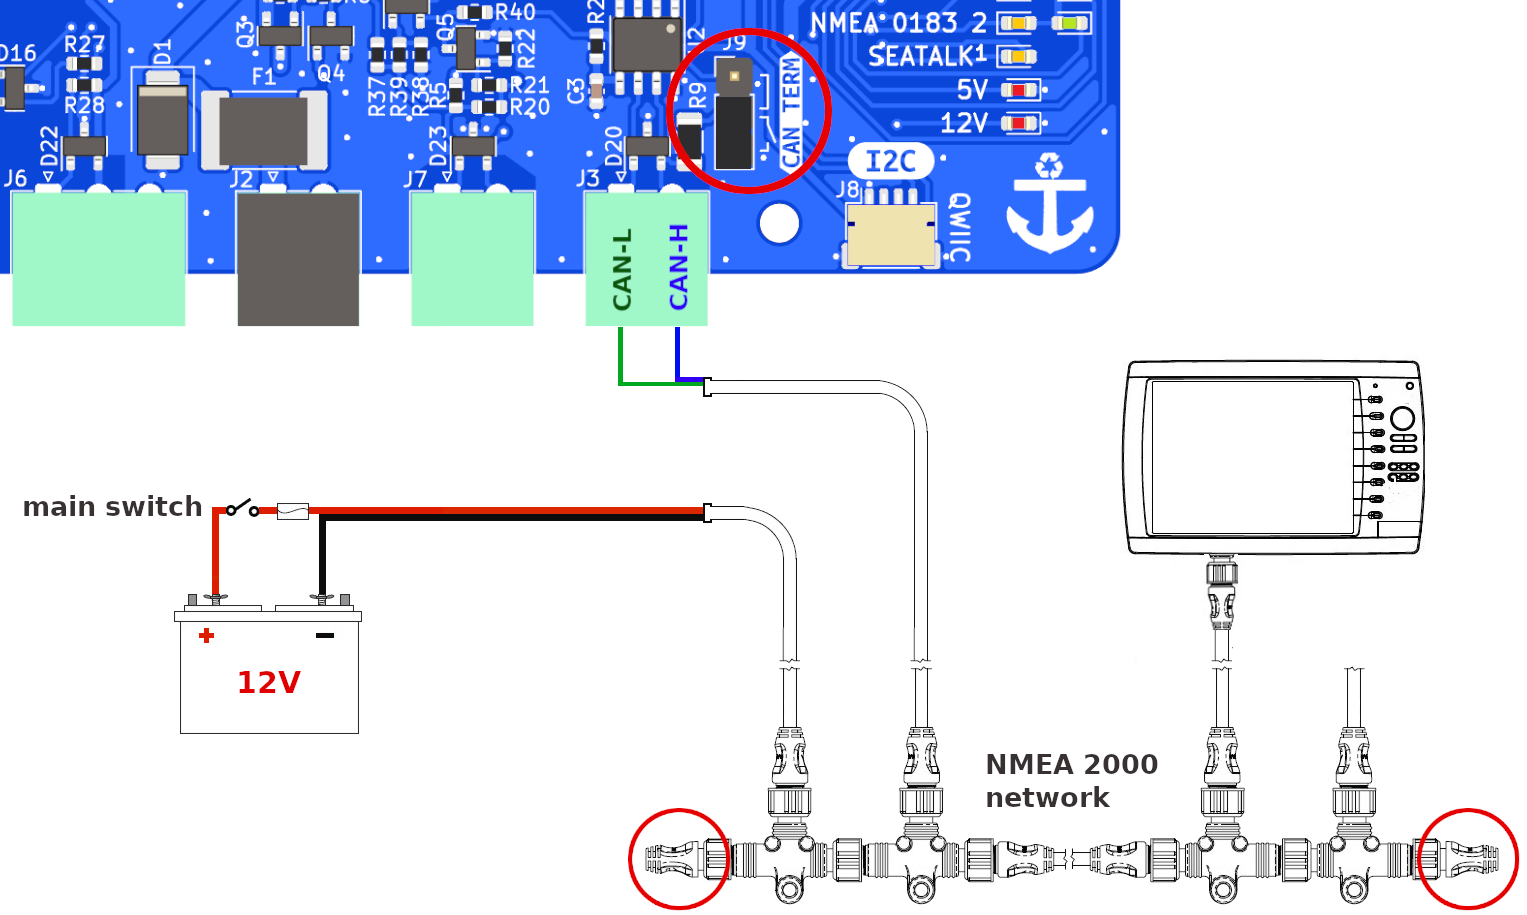 R40
R2
NMEA 0183 2
D16
R27
D1
Q3
Q5
R22
U2
J9
SEATALK1
F1
Q4
R28
R37
R39
R38
R5
R21
R20
C3
R9
CAN TERM
5V
12V
D22
D23
D20
I2C
J6
J2
J7
J3
J8
QWIIC
CAN-L
CAN-H
main switch
+
−
12V
NMEA 2000
network